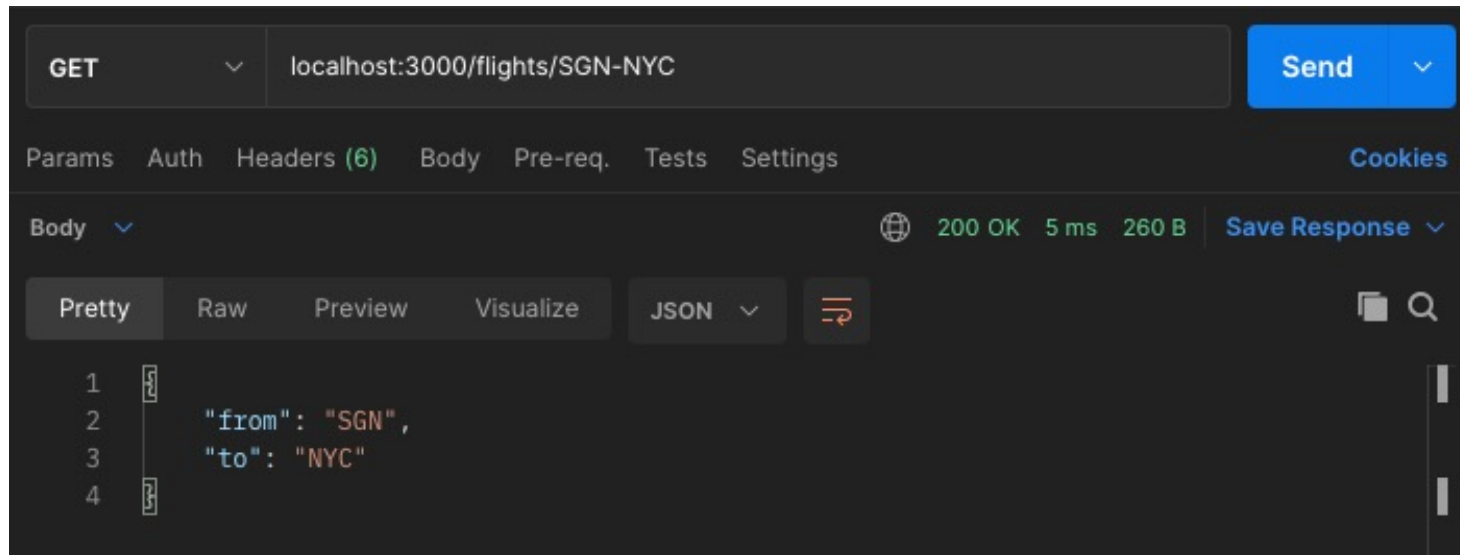 GET localhost:3000/flights/SGN-NYC Send
Params Auth Headers (6) Body Pre-req. Tests Settings Cookies
Body 200 OK 5 ms 260 B Save Response
Pretty Raw Preview Visualize JSON
1 {
2 "from": "SGN",
3 "to": "NYC"
4 }